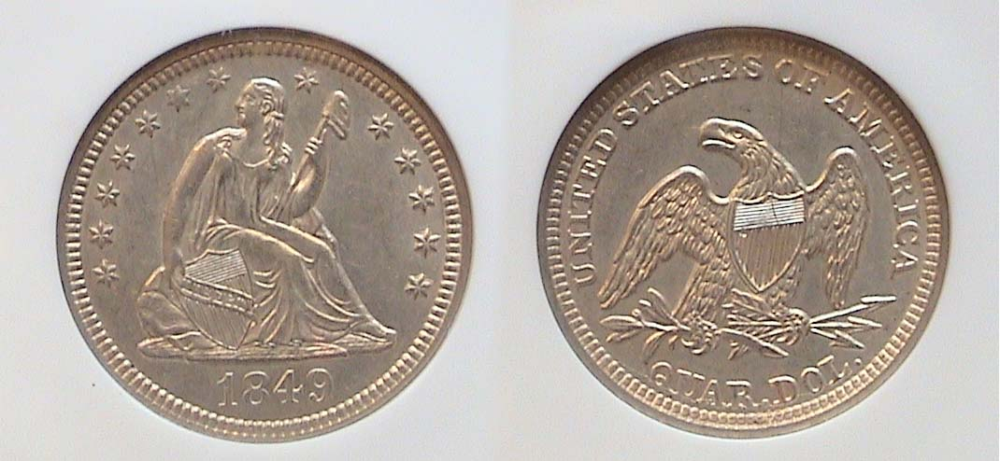 1849
UNITED STATES OF AMERICA
QUAR. DOL.